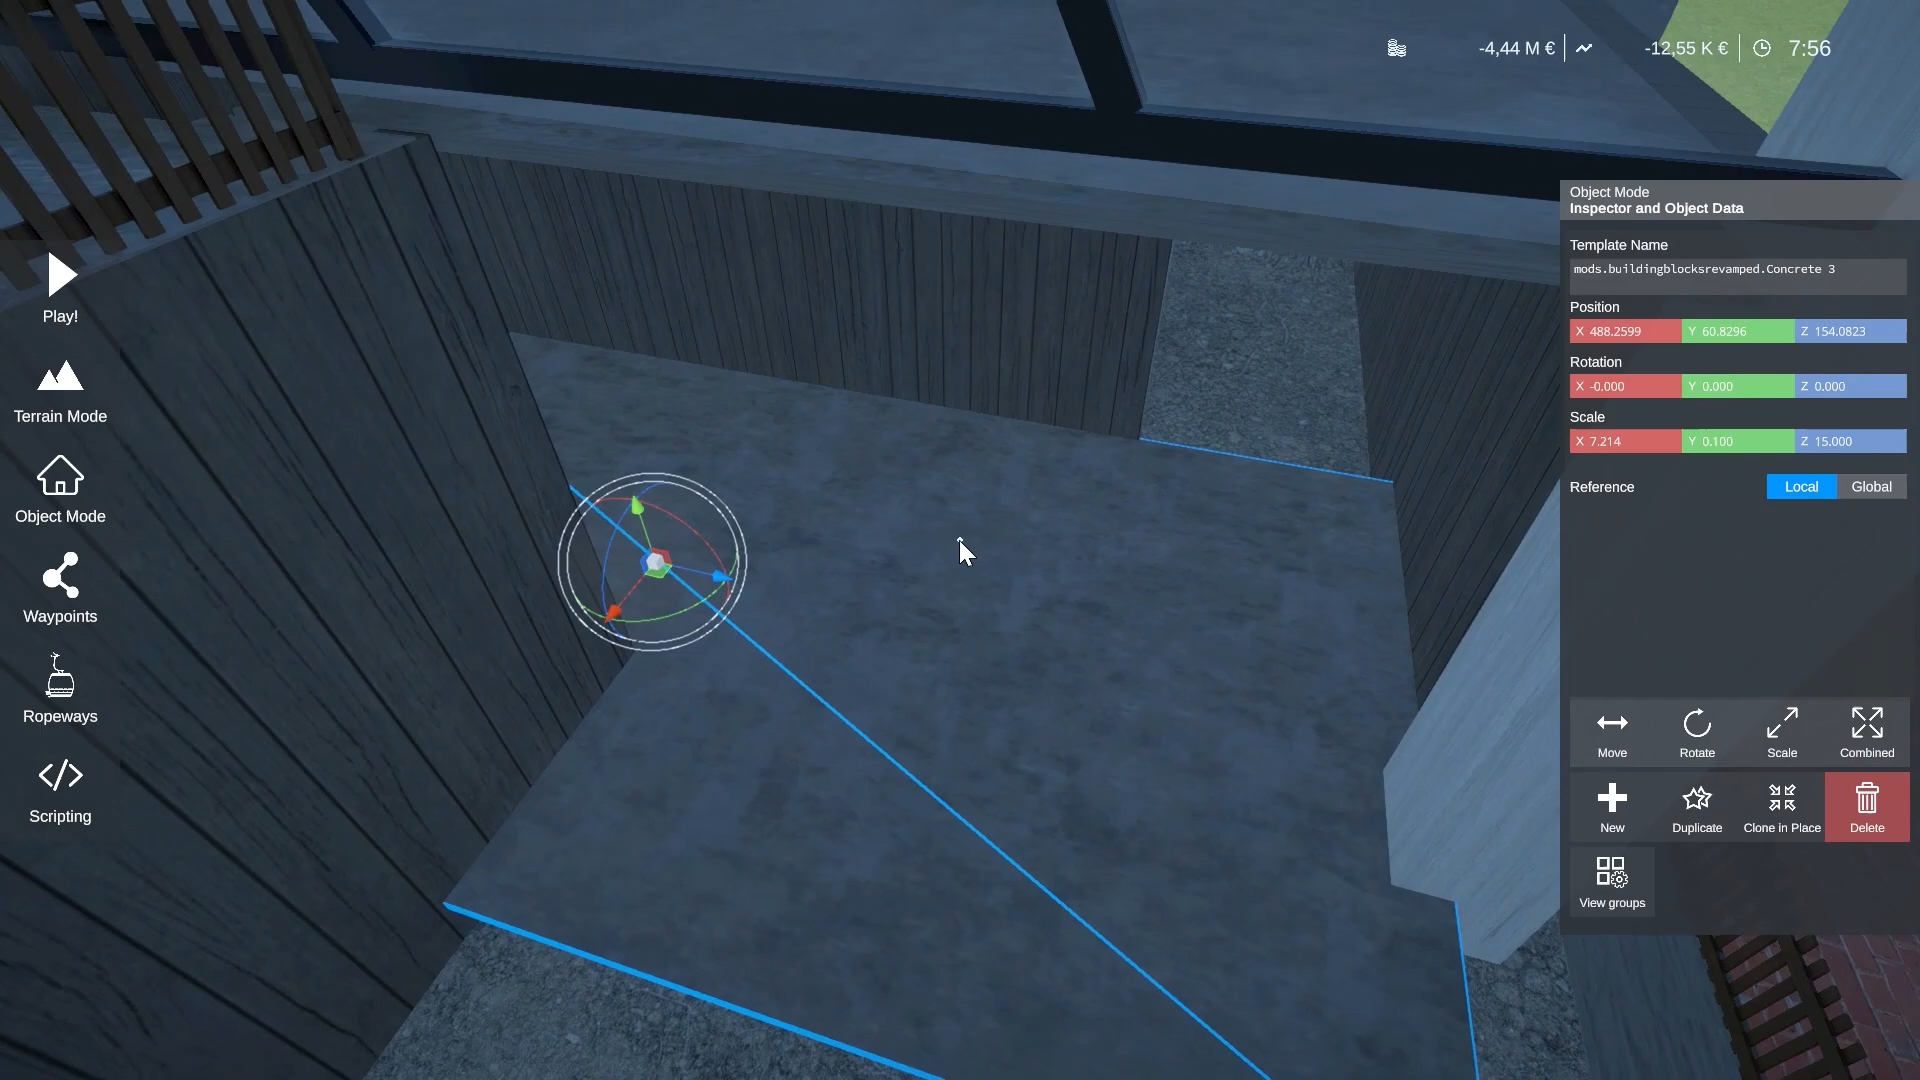 -4,44 M €
-12,55 K €
7:56
Object Mode
Inspector and Object Data
Template Name
mods.buildingblocksrevamped.Concrete 3
Position
X 488.2599 Y 60.8296 Z 154.0823
Rotation
X -0.000 Y 0.000 Z 0.000
Scale
X 7.214 Y 0.100 Z 15.000
Reference Local Global
Move Rotate Scale Combined
New Duplicate Clone in Place Delete
View groups
Play!
Terrain Mode
Object Mode
Waypoints
Ropeways
Scripting